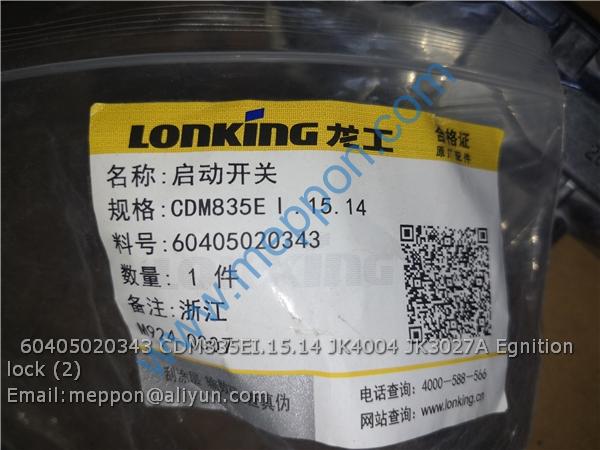 LONKING 龙工
合格证
原厂配件
名称:启动开关
规格:CDM835E I 15.14
料号:60405020343
数量: 1 件
备注:浙江
www.meppon.com
60405020343 CDM835EI.15.14 JK4004 JK3027A Egnition
lock (2)
Email:meppon@aliyun.com
电话查询: 4000-588-566
网站查询: www.lonking.cn